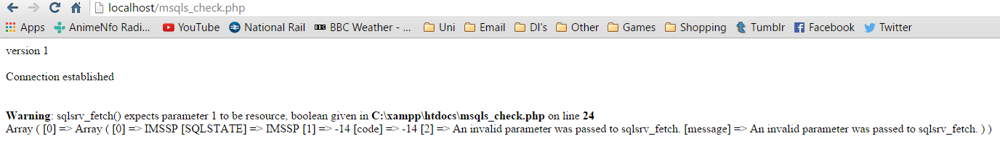 localhost/msqls_check.php
Apps AnimeNfo Radi... YouTube National Rail BBC BBC Weather - ... Uni Email DI's Other Games Shopping Tumblr Facebook Twitter
version 1
Connection established
Warning: sqlsrv_fetch() expects parameter 1 to be resource, boolean given in C:\xampp\htdocs\msqls_check.php on line 24
Array ( [0] => Array ( [0] => IMSSP [SQLSTATE] => IMSSP [1] => -14 [code] => -14 [2] => An invalid parameter was passed to sqlsrv_fetch. [message] => An invalid parameter was passed to sqlsrv_fetch. ) )